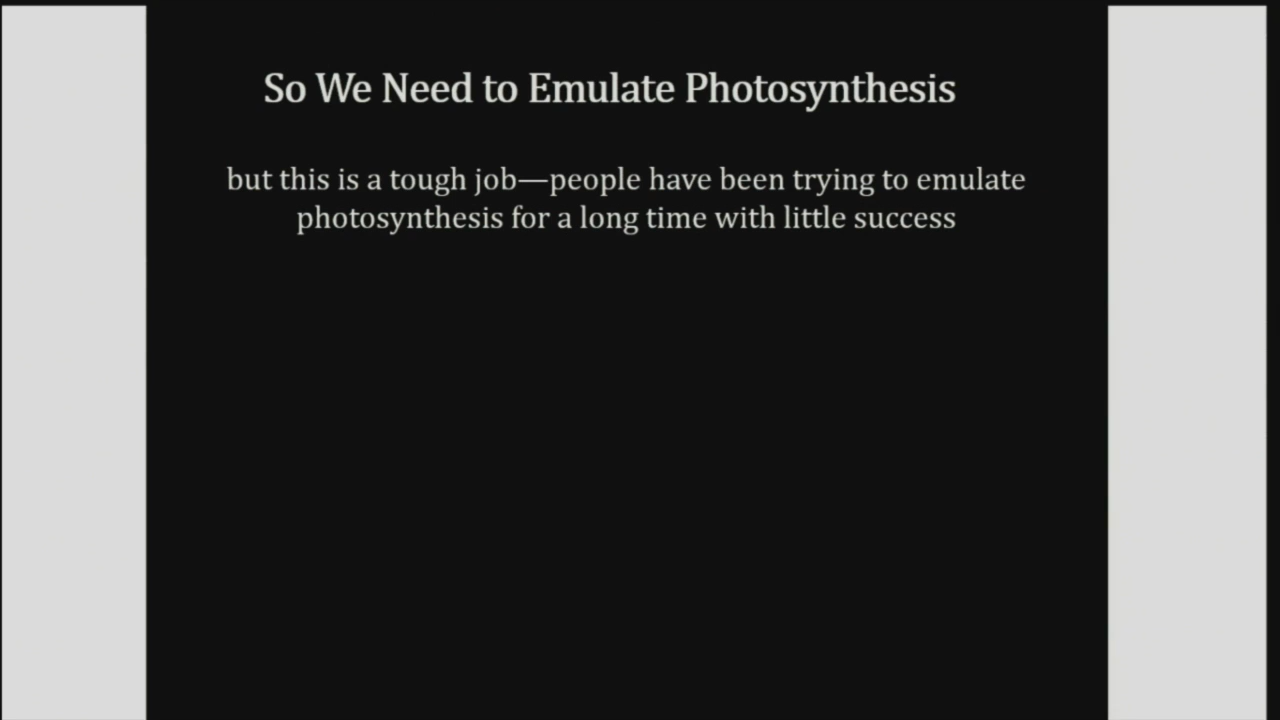 So We Need to Emulate Photosynthesis
but this is a tough job—people have been trying to emulate
photosynthesis for a long time with little success